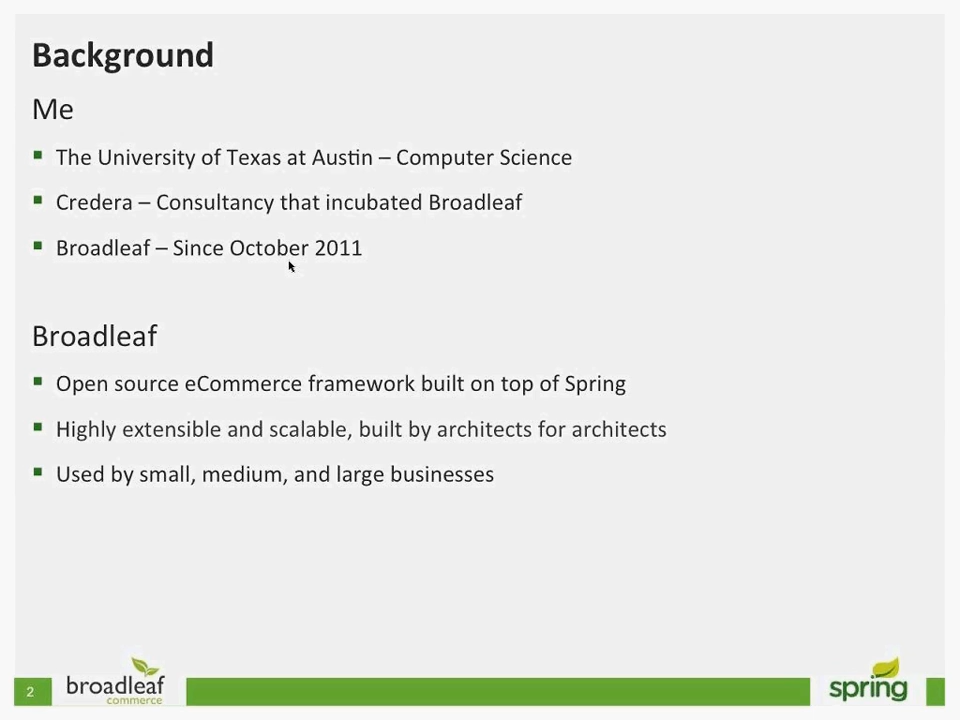 Background
Me
The University of Texas at Austin – Computer Science
Credera – Consultancy that incubated Broadleaf
Broadleaf – Since October 2011
Broadleaf
Open source eCommerce framework built on top of Spring
Highly extensible and scalable, built by architects for architects
Used by small, medium, and large businesses
2
broadleaf
commerce
spring